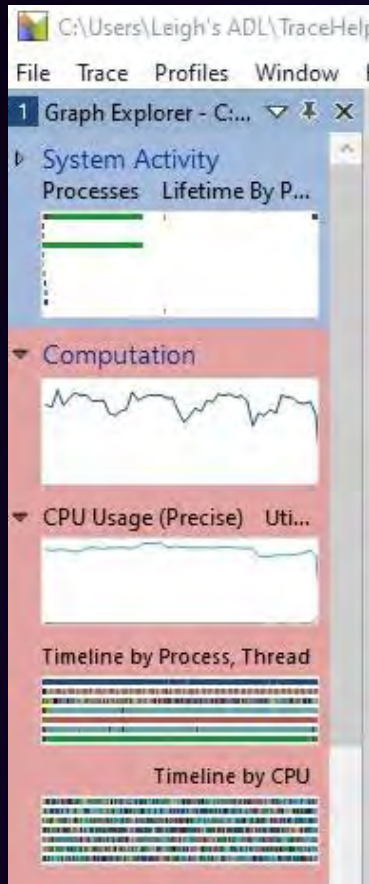 C:\Users\Leigh's ADL\TraceHelp
File Trace Profiles Window
1 Graph Explorer - C:...
System Activity
Processes Lifetime By P...
Computation
CPU Usage (Precise) Uti...
Timeline by Process, Thread
Timeline by CPU